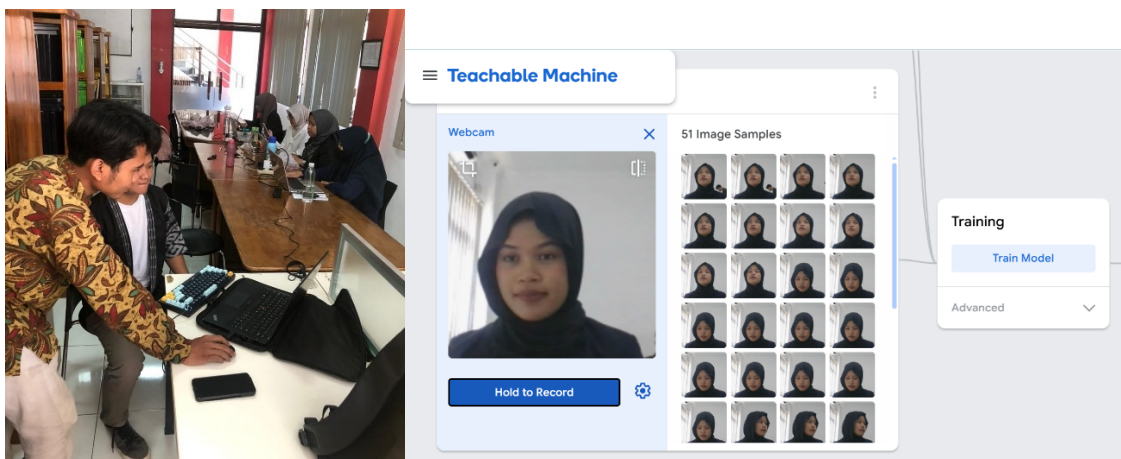 Teachable Machine
Webcam
51 Image Samples
Hold to Record
Training
Train Model
Advanced